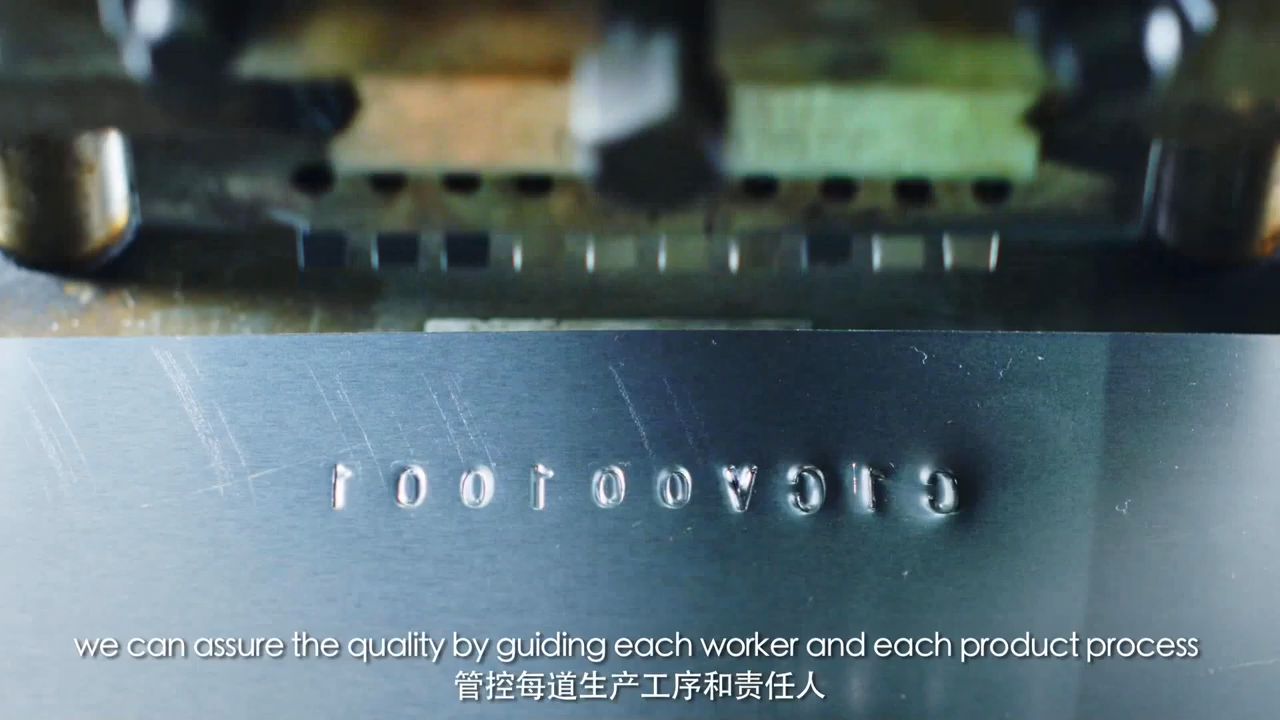 C1CA001001
we can assure the quality by guiding each worker and each product process
管控每道生产工序和责任人